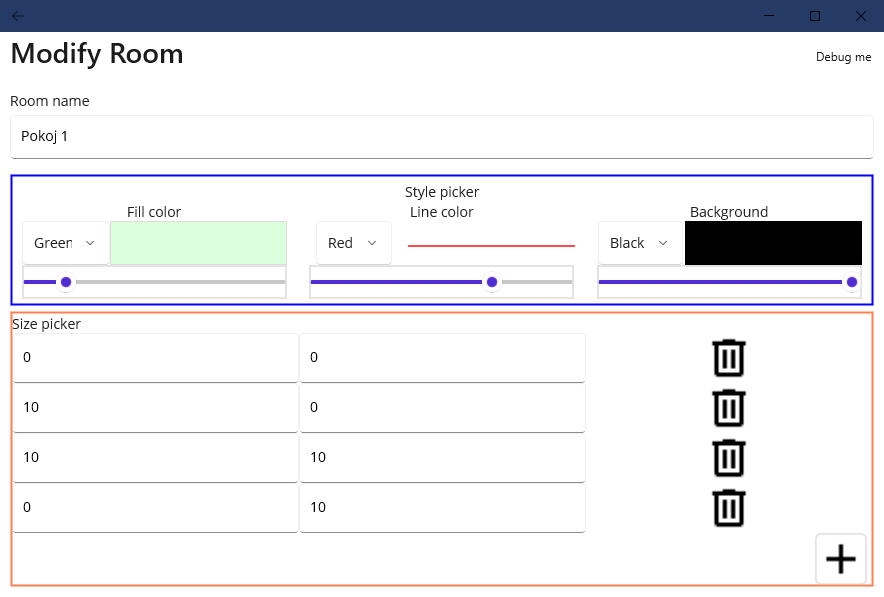 Modify Room
Debug me
Room name
Pokoj 1
Style picker
Fill color
Line color
Background
Green
Red
Black
Size picker
0 0
10 0
10 10
0 10